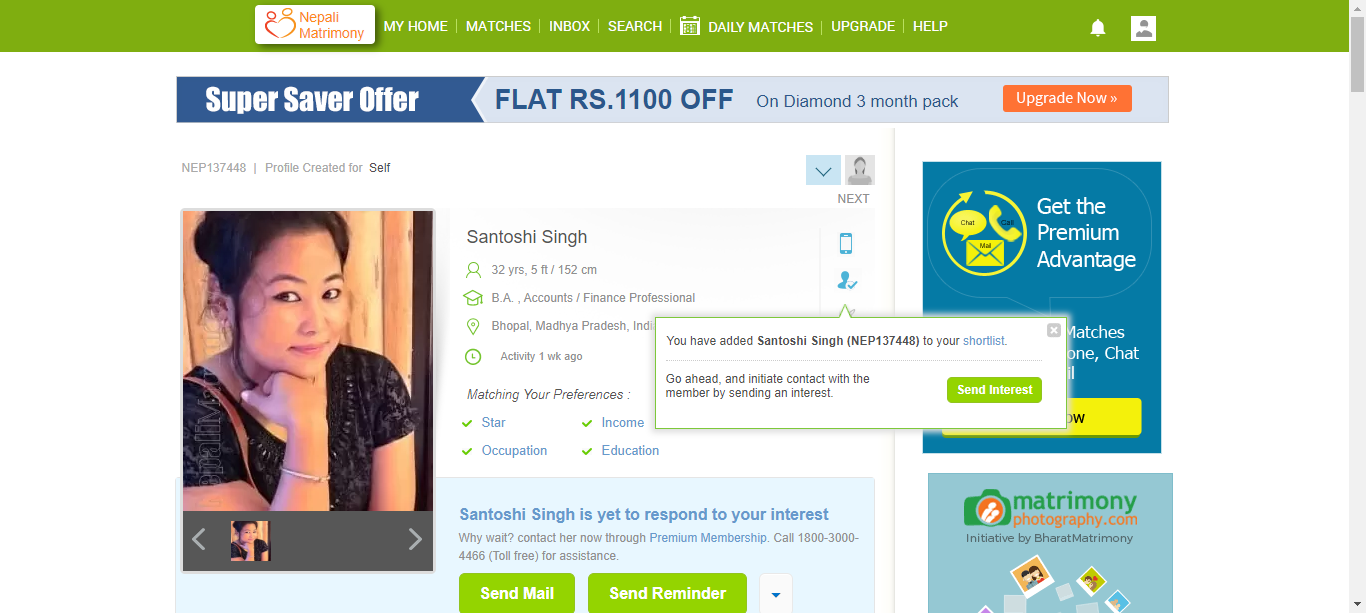 Nepali
Matrimony
MY HOME
MATCHES
INBOX
SEARCH
DAILY MATCHES
UPGRADE
HELP
Super Saver Offer
FLAT RS.1100 OFF
On Diamond 3 month pack
Upgrade Now »
NEP137448 | Profile Created for Self
NEXT
Santoshi Singh
32 yrs, 5 ft / 152 cm
B.A. , Accounts / Finance Professional
Bhopal, Madhya Pradesh,
Activity 1 wk ago
Matching Your Preferences :
Star
Income
Occupation
Education
You have added Santoshi Singh (NEP137448) to your shortlist.
Go ahead, and initiate contact with the
member by sending an interest.
Send Interest
Santoshi Singh is yet to respond to your interest
Why wait? contact her now through Premium Membership. Call 1800-3000-
4466 (Toll free) for assistance.
Send Mail
Send Reminder
Chat
Call
Mail
Get the
Premium
Advantage
Matches
Chat
matrimony
photography.com
Initiative by BharatMatrimony